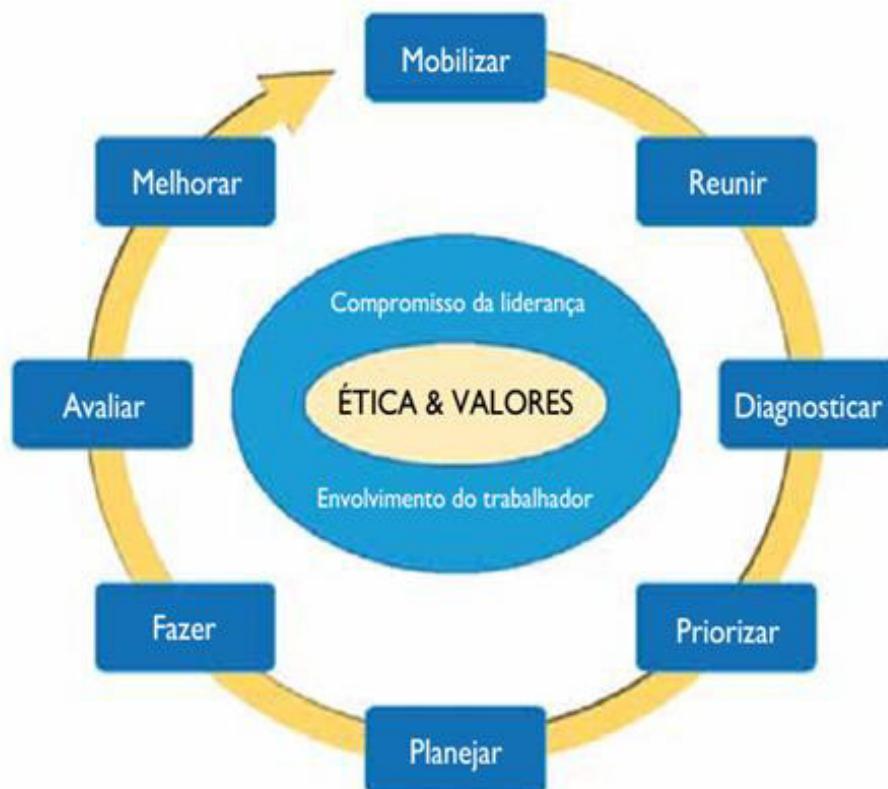 Mobilizar
Reunir
Diagnosticar
Priorizar
Planejar
Fazer
Avaliar
Melhorar
Compromisso da liderança
ÉTICA & VALORES
Envolvimento do trabalhador